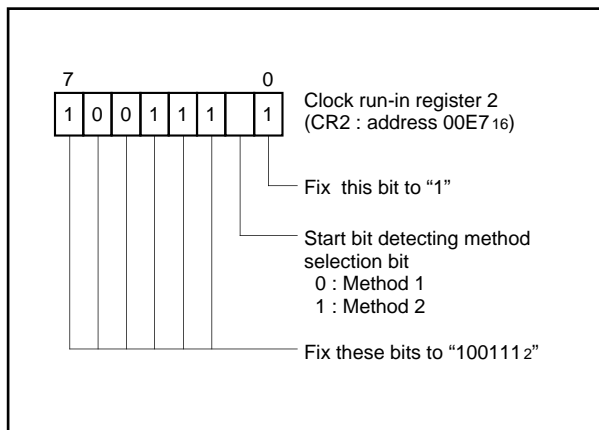 7 0
1 0 0 1 1 1 1
Clock run-in register 2
(CR2 : address 00E716)
Fix this bit to “1”
Start bit detecting method
selection bit
0 : Method 1
1 : Method 2
Fix these bits to “1001112”